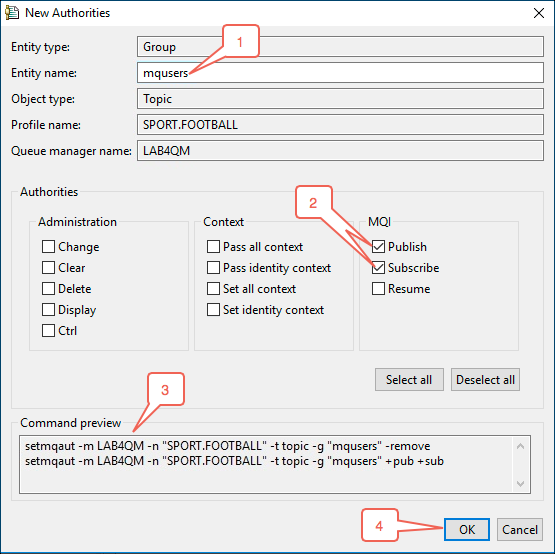 New Authorities
Entity type: Group
1
Entity name: mqusers
Object type: Topic
Profile name: SPORT.FOOTBALL
Queue manager name: LAB4QM
Authorities
2
Administration Context MQI
Change Pass all context Publish
Clear Pass identity context Subscribe
Delete Set all context Resume
Display Set identity context
Ctrl
Select all Deselect all
3
Command preview
setmqaut -m LAB4QM -n "SPORT.FOOTBALL" -t topic -g "mqusers" -remove
setmqaut -m LAB4QM -n "SPORT.FOOTBALL" -t topic -g "mqusers" +pub +sub
4 OK Cancel